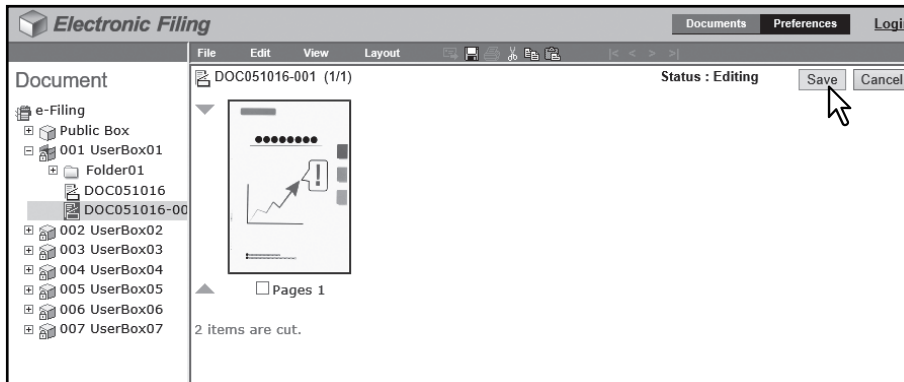 Electronic Filing
Documents Preferences
File Edit View Layout |< < > >|
Document
DOC051016-001 (1/1)
Status : Editing
Save Cancel
e-Filing
Public Box
001 UserBox01
Folder01
DOC051016
DOC051016-00
002 UserBox02
003 UserBox03
004 UserBox04
005 UserBox05
006 UserBox06
007 UserBox07
!
Pages 1
2 items are cut.